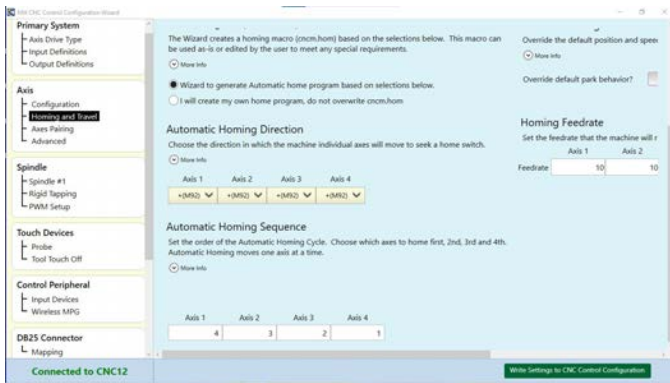 MW CNC Control Configuration Wizard
Primary System
Axis Drive Type
Input Definitions
Output Definitions
Axis
Configuration
Homing and Travel
Axes Pairing
Advanced
Spindle
Spindle #1
Rigid Tapping
PWM Setup
Touch Devices
Probe
Tool Touch Off
Control Peripheral
Input Devices
Wireless MPG
DB25 Connector
Mapping
Connected to CNC12
The Wizard creates a homing macro (cncm.hom) based on the selections below. This macro can
be used as-is or edited by the user to meet any special requirements.
More Info
Wizard to generate Automatic home program based on selections below.
I will create my own home program, do not overwrite cncm.hom
Automatic Homing Direction
Choose the direction in which the machine individual axes will move to seek a home switch.
More Info
Axis 1 Axis 2 Axis 3 Axis 4
+(M92) +(M92) +(M92) +(M92)
Automatic Homing Sequence
Set the order of the Automatic Homing Cycle. Choose which axes to home first, 2nd, 3rd and 4th.
Automatic Homing moves one axis at a time.
More Info
Axis 1 Axis 2 Axis 3 Axis 4
4 3 2 1
Override the default position and speed
More Info
Override default park behavior?
Homing Feedrate
Set the feedrate that the machine will r
Axis 1 Axis 2
Feedrate 10 10
Write Settings to CNC Control Configuration